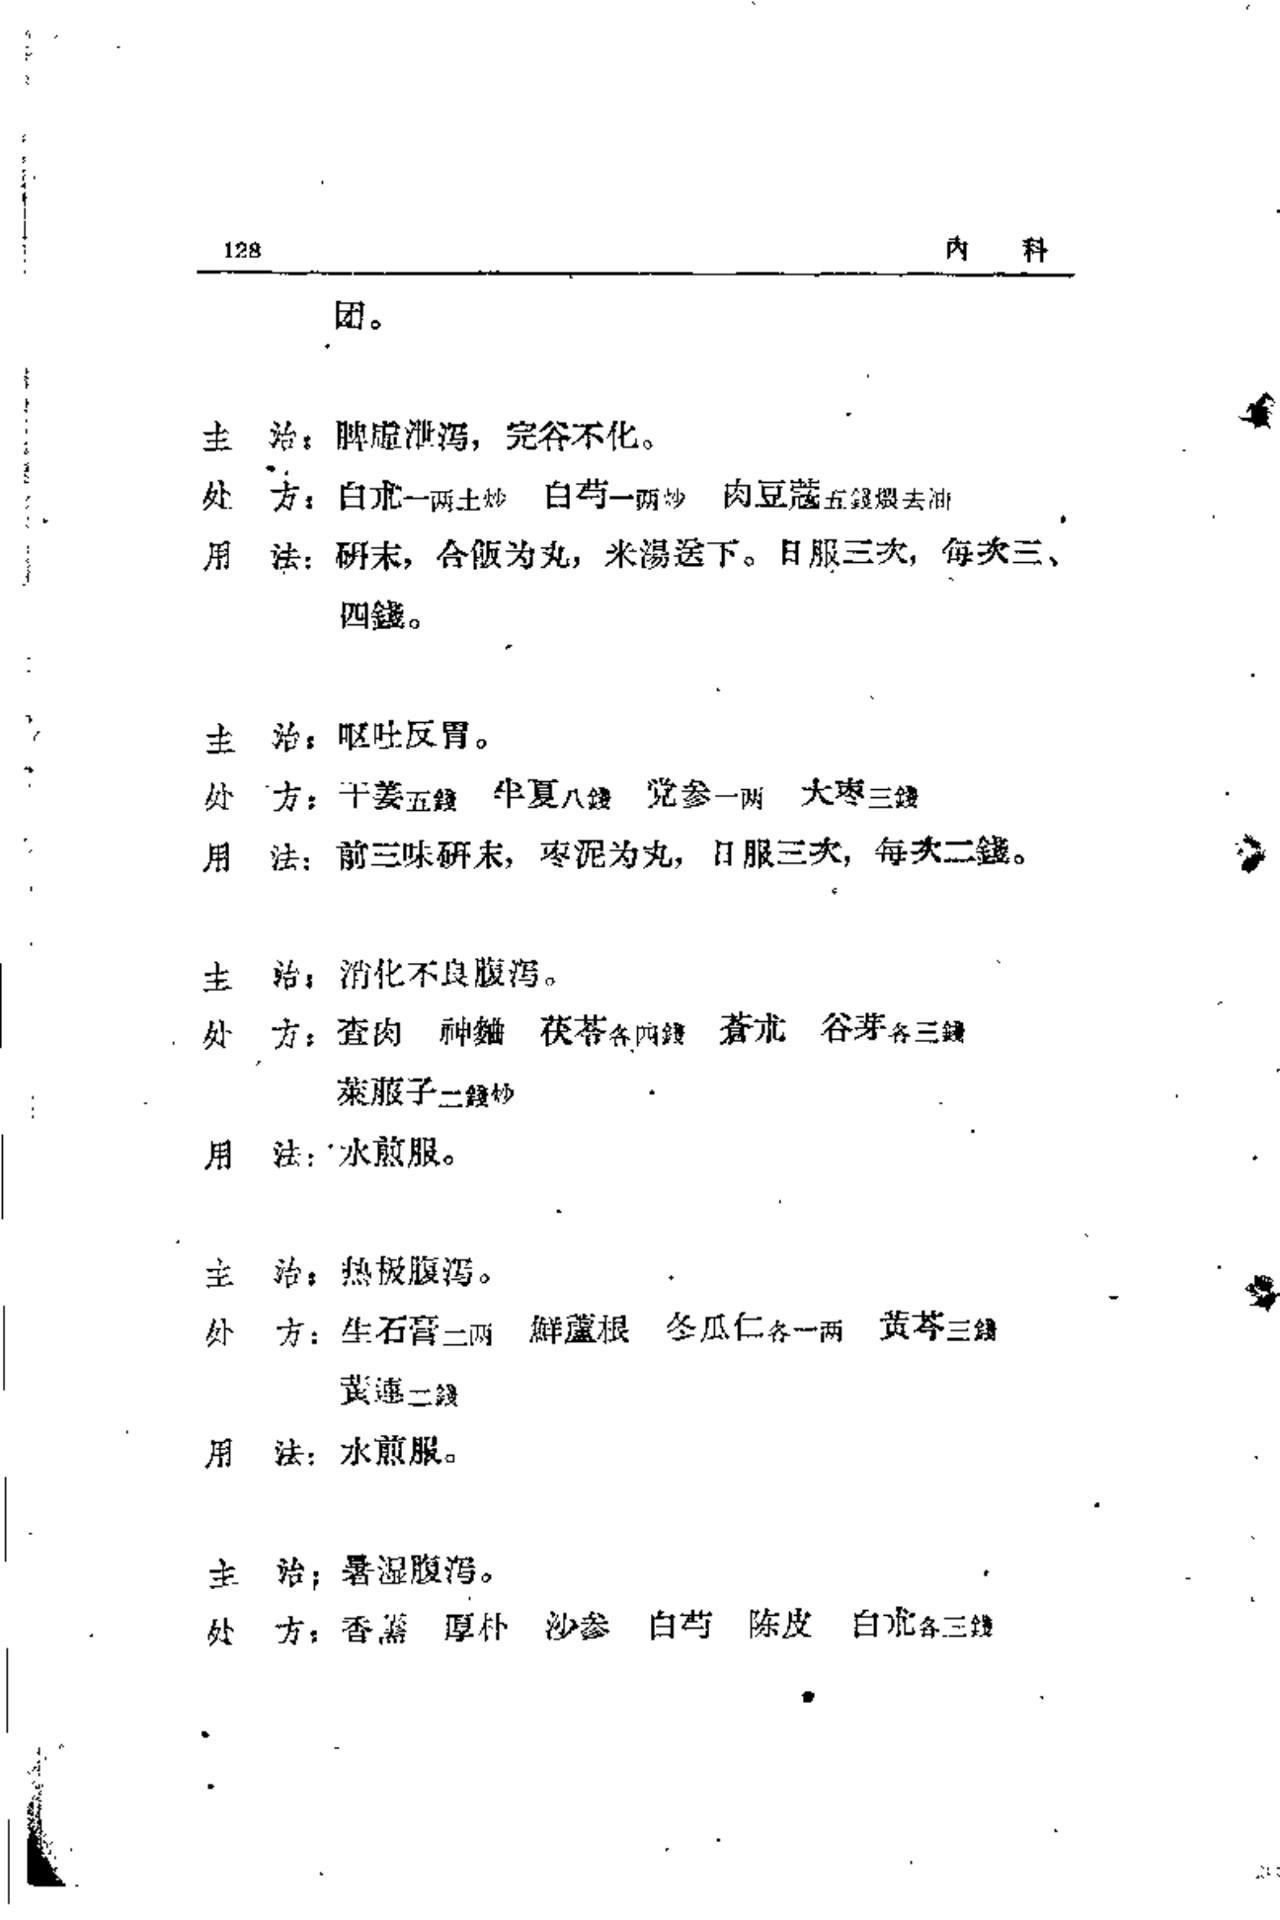 128 内 科
团。
主 治：脾虛泄泻，完谷不化。
处 方：白朮一两土炒 白芍一两炒 肉豆蔻五錢煨去油
用 法：研末，合飯为丸，米湯送下。日服三次，每次三、
四錢。
主 治：呕吐反胃。
处 方：干姜五錢 半夏八錢 党参一两 大枣三錢
用 法：前三味研末，枣泥为丸，日服三次，每次二錢。
主 治：消化不良腹泻。
处 方：查肉 神麯 茯苓各四錢 蒼朮 谷芽各三錢
萊服子二錢炒
用 法：水煎服。
主 治：热极腹泻。
处 方：生石膏二两 鮮蘆根 冬瓜仁各一两 黃芩三錢
黃連二錢
用 法：水煎服。
主 治：暑湿腹泻。
处 方：香薷 厚朴 沙参 白芍 陈皮 白朮各三錢